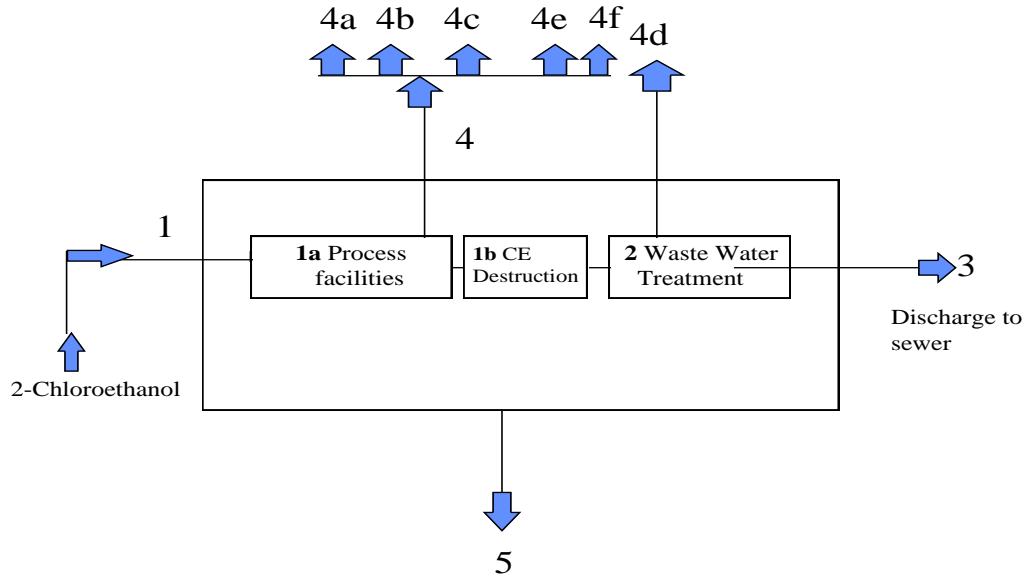 4a 4b 4c 4e 4f 4d
4
1
1a Process
facilities
1b CE
Destruction
2 Waste Water
Treatment
3
Discharge to
sewer
2-Chloroethanol
5